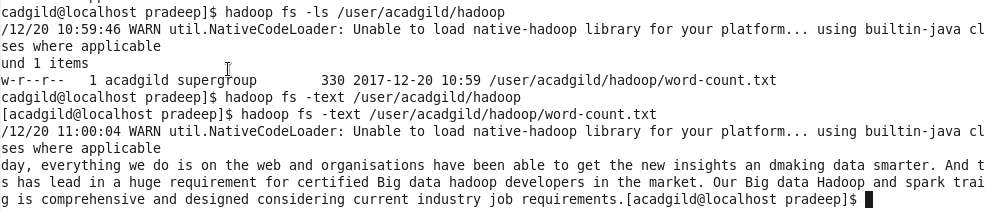 cadgild@localhost pradeep]$ hadoop fs -ls /user/acadgild/hadoop
/12/20 10:59:46 WARN util.NativeCodeLoader: Unable to load native-hadoop library for your platform... using builtin-java cl
ses where applicable
und 1 items
w-r--r--   1 acadgild supergroup        330 2017-12-20 10:59 /user/acadgild/hadoop/word-count.txt
cadgild@localhost pradeep]$ hadoop fs -text /user/acadgild/hadoop
[acadgild@localhost pradeep]$ hadoop fs -text /user/acadgild/hadoop/word-count.txt
/12/20 11:00:04 WARN util.NativeCodeLoader: Unable to load native-hadoop library for your platform... using builtin-java cl
ses where applicable
day, everything we do is on the web and organisations have been able to get the new insights an dmaking data smarter. And t
s has lead in a huge requirement for certified Big data hadoop developers in the market. Our Big data Hadoop and spark trai
g is comprehensive and designed considering current industry job requirements.[acadgild@localhost pradeep]$